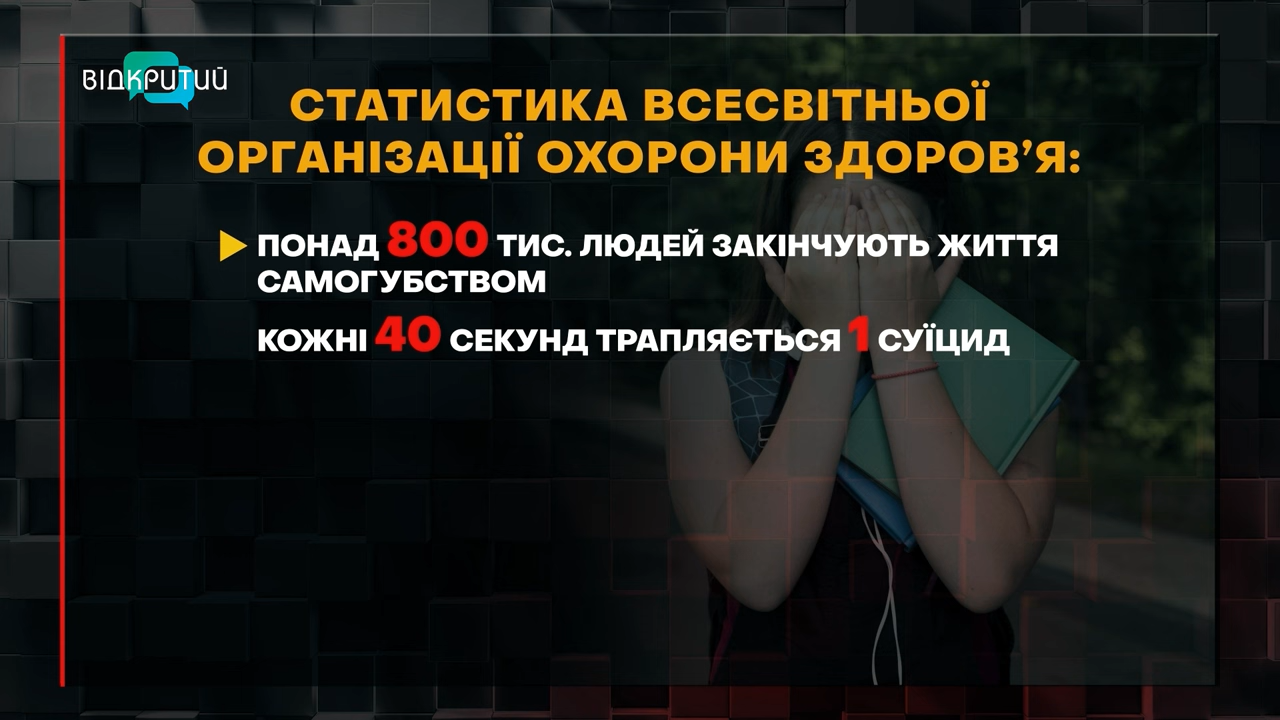 ВІДКРИТИЙ
СТАТИСТИКА ВСЕСВІТНЬОЇ
ОРГАНІЗАЦІЇ ОХОРОНИ ЗДОРОВ’Я:
ПОНАД 800 ТИС. ЛЮДЕЙ ЗАКІНЧУЮТЬ ЖИТТЯ
САМОГУБСТВОМ
КОЖНІ 40 СЕКУНД ТРАПЛЯЄТЬСЯ 1 СУЇЦИД